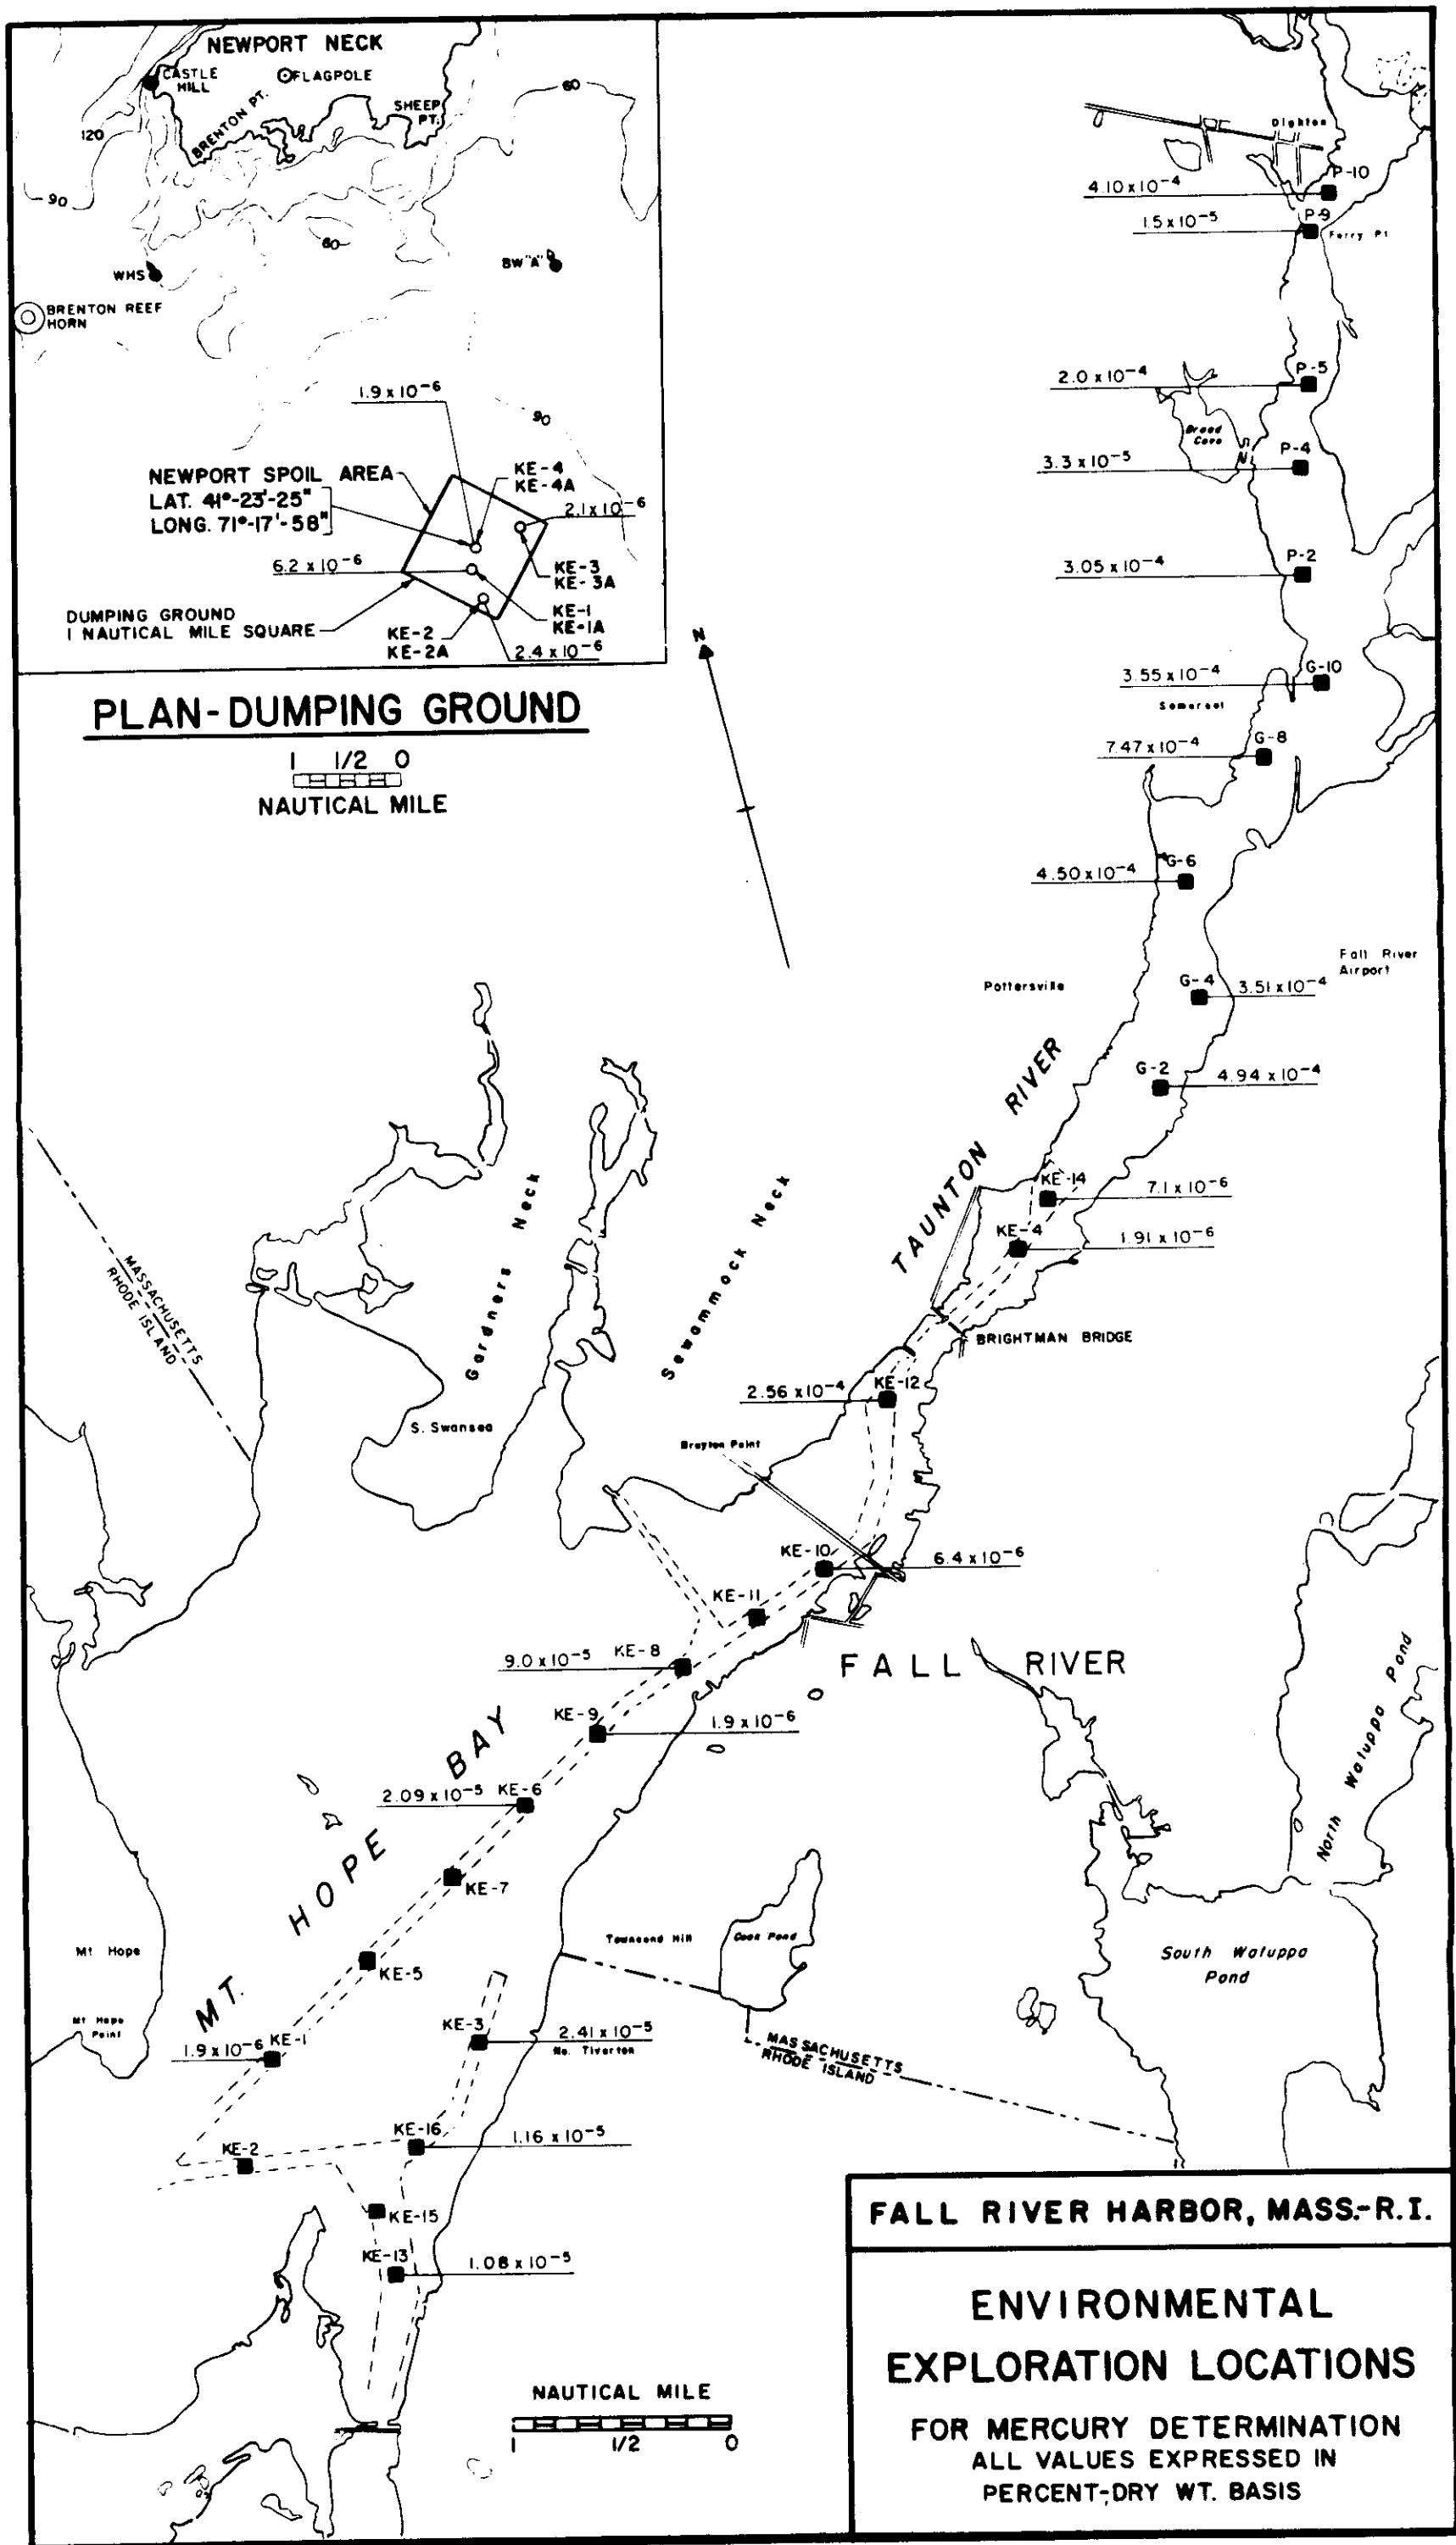 NEWPORT NECK
CASTLE
HILL
FLAGPOLE
BRENTON PT.
SHEEP
PT.
60
120
90
60
WHS
BW "A"
BRENTON REEF
HORN
1.9 x 10-6
90
NEWPORT SPOIL AREA
LAT. 41°-23'-25"
LONG. 71°-17'-58"
KE-4
KE-4A
2.1 x 10-6
6.2 x 10-6
KE-3
KE-3A
DUMPING GROUND
1 NAUTICAL MILE SQUARE
KE-1
KE-1A
KE-2
KE-2A
2.4 x 10-6
PLAN-DUMPING GROUND
1 1/2 0
NAUTICAL MILE
N
Dighton
P-10
4.10 x 10-4
P-9
1.5 x 10-5
Ferry Pt
P-5
2.0 x 10-4
Broad
Cove
P-4
3.3 x 10-5
P-2
3.05 x 10-4
G-10
3.55 x 10-4
Somerset
G-8
7.47 x 10-4
G-6
4.50 x 10-4
Fall River
Airport
Pottersville
G-4
3.51 x 10-4
G-2
4.94 x 10-4
TAUNTON RIVER
KE-14
7.1 x 10-6
KE-4
1.91 x 10-6
BRIGHTMAN BRIDGE
Gardners Neck
Sewammock Neck
MASSACHUSETTS
RHODE ISLAND
S. Swansea
2.56 x 10-4
KE-12
Brayton Point
KE-10
6.4 x 10-6
KE-11
9.0 x 10-5
KE-8
FALL RIVER
KE-9
1.9 x 10-6
2.09 x 10-5
KE-6
KE-7
MT. HOPE BAY
North Watuppa Pond
South Watuppa
Pond
Townsend Hill
Cook Pond
Mt Hope
KE-5
Mt Hope
Point
1.9 x 10-6
KE-1
KE-3
2.41 x 10-5
No. Tiverton
MASSACHUSETTS
RHODE ISLAND
KE-16
1.16 x 10-5
KE-2
KE-15
KE-13
1.08 x 10-5
NAUTICAL MILE
1 1/2 0
FALL RIVER HARBOR, MASS.-R.I.
ENVIRONMENTAL
EXPLORATION LOCATIONS
FOR MERCURY DETERMINATION
ALL VALUES EXPRESSED IN
PERCENT-DRY WT. BASIS